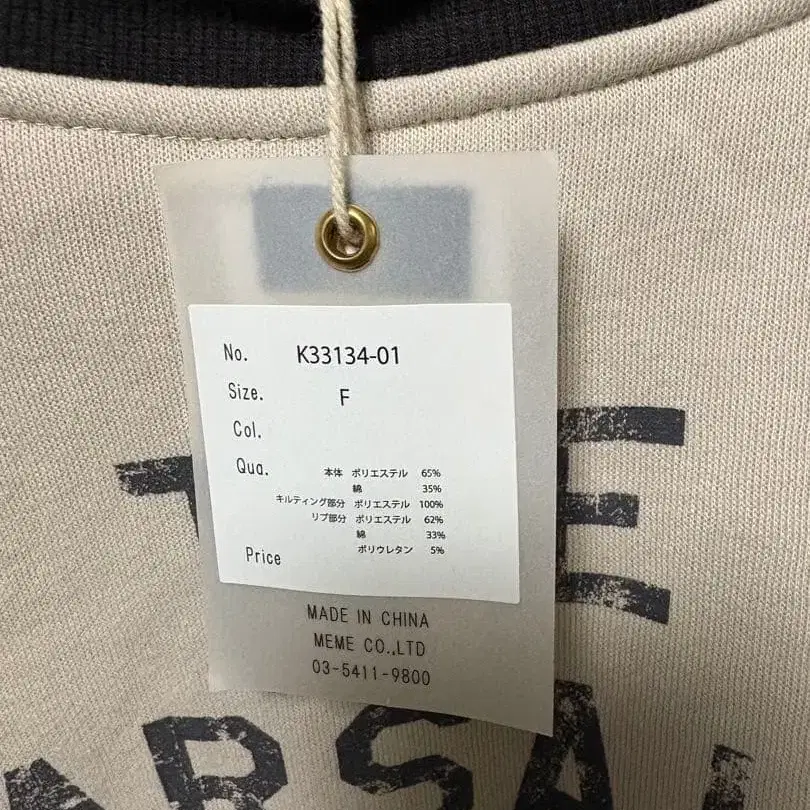 No. K33134-01
Size. F
Col.
Qua.
本体 ポリエステル 65%
綿 35%
キルティング部分 ポリエステル 100%
リブ部分 ポリエステル 62%
綿 33%
ポリウレタン 5%
Price
MADE IN CHINA
MEME CO.,LTD
03-5411-9800